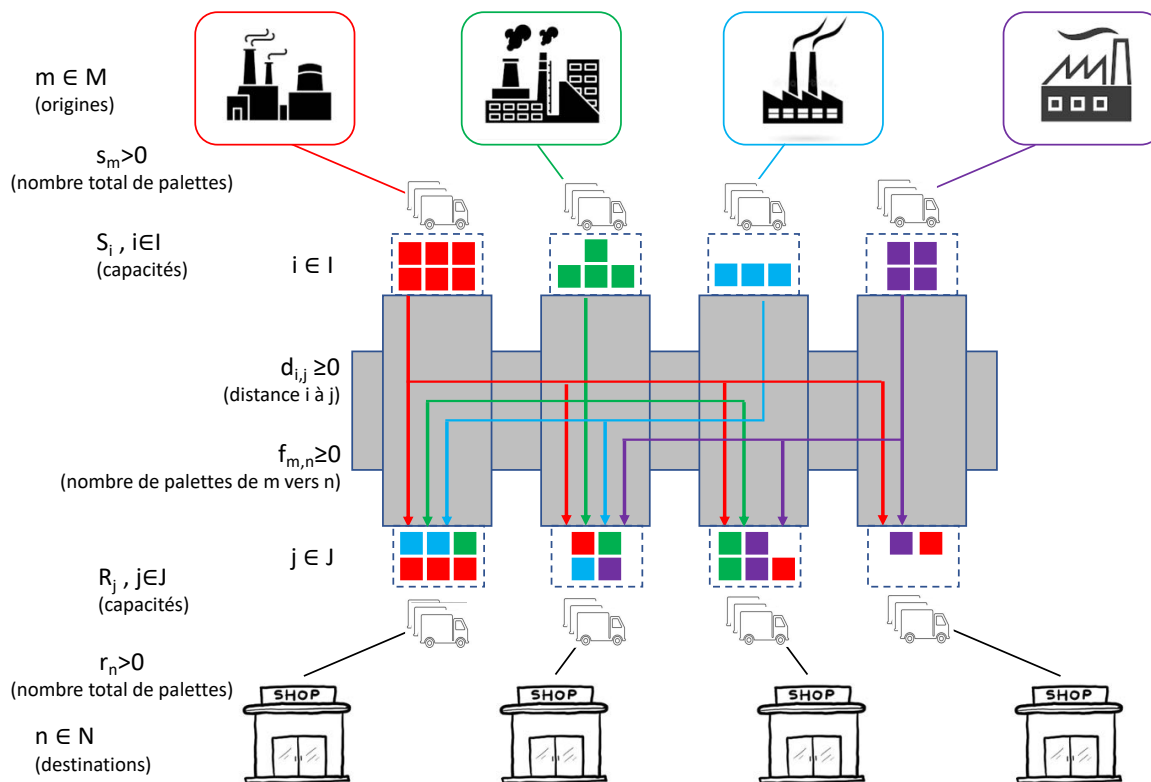 m ∈ M
(origines)
s_m>0
(nombre total de palettes)
S_i , i∈I
(capacités)
i ∈ I
d_i,j ≥0
(distance i à j)
f_m,n≥0
(nombre de palettes de m vers n)
j ∈ J
R_j , j∈J
(capacités)
r_n>0
(nombre total de palettes)
SHOP SHOP SHOP SHOP
n ∈ N
(destinations)